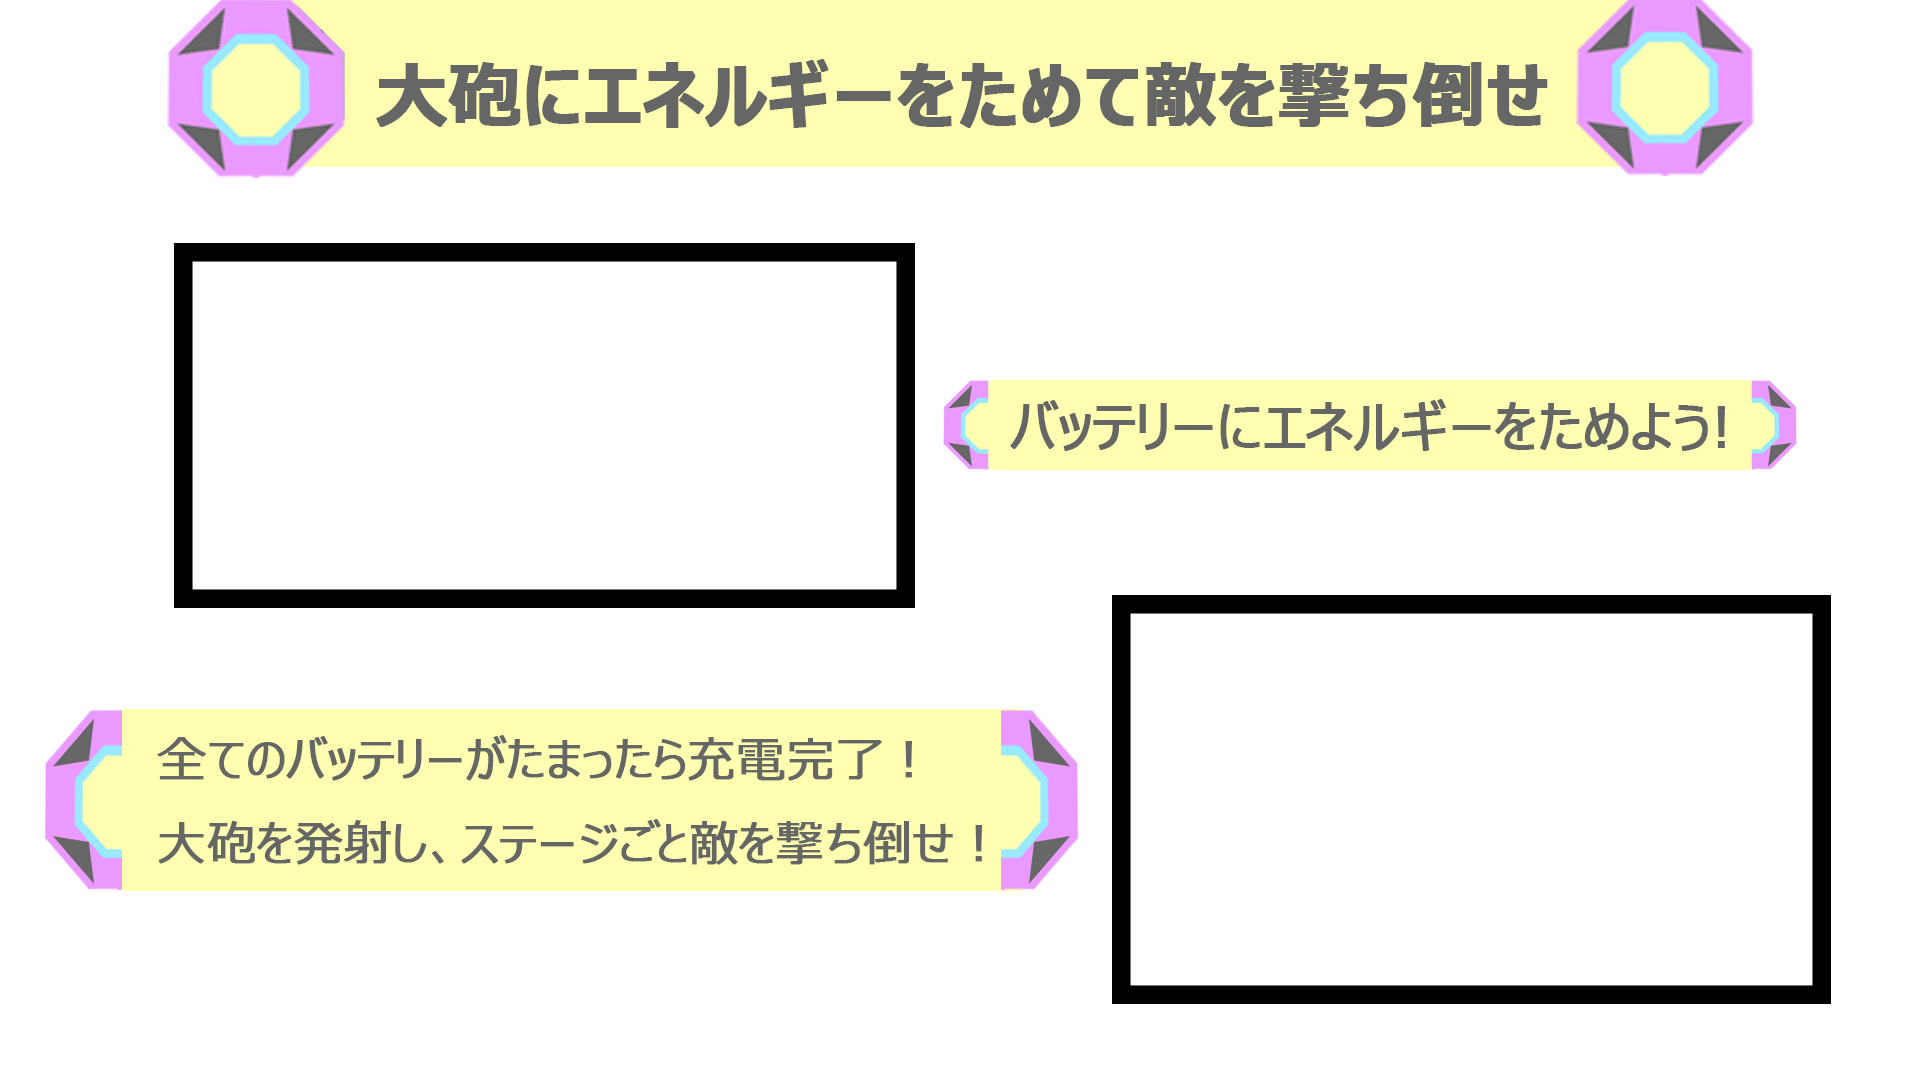 大砲にエネルギーをためて敵を撃ち倒せ
バッテリーにエネルギーをためよう!
全てのバッテリーがたまったら充電完了！
大砲を発射し、ステージごと敵を撃ち倒せ！